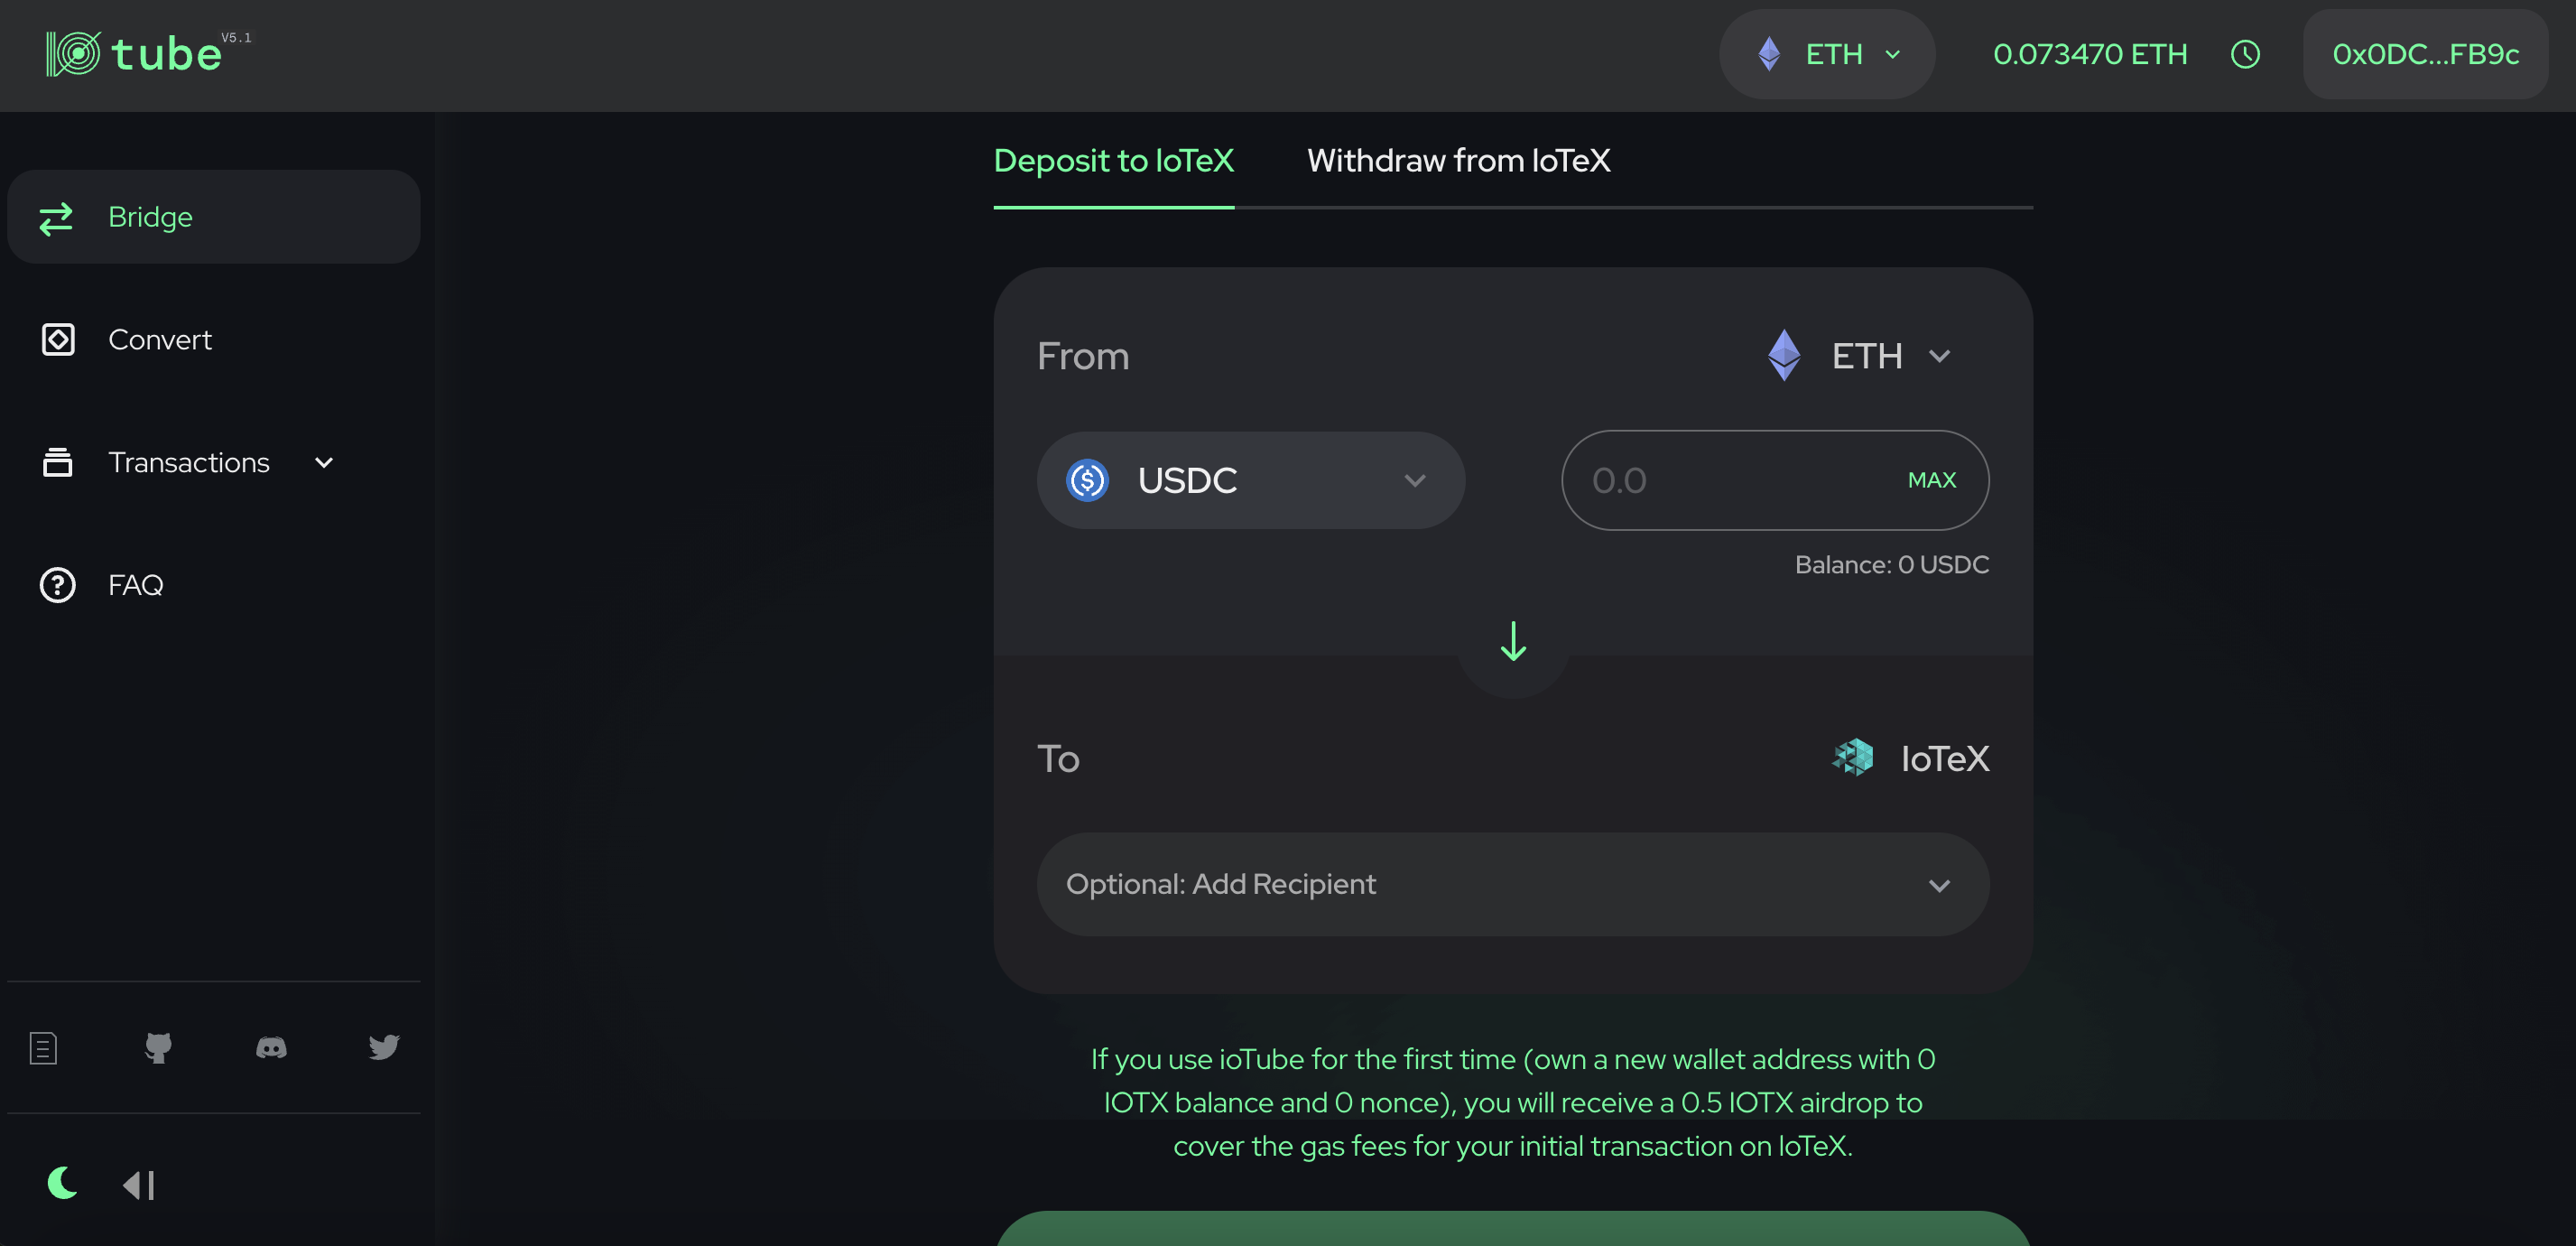 tube V5.1
ETH
0.073470 ETH
0x0DC...FB9c
Bridge
Convert
Transactions
FAQ
Deposit to IoTeX
Withdraw from IoTeX
From
ETH
USDC
0.0
MAX
Balance: 0 USDC
To
IoTeX
Optional: Add Recipient
If you use ioTube for the first time (own a new wallet address with 0
IOTX balance and 0 nonce), you will receive a 0.5 IOTX airdrop to
cover the gas fees for your initial transaction on IoTeX.